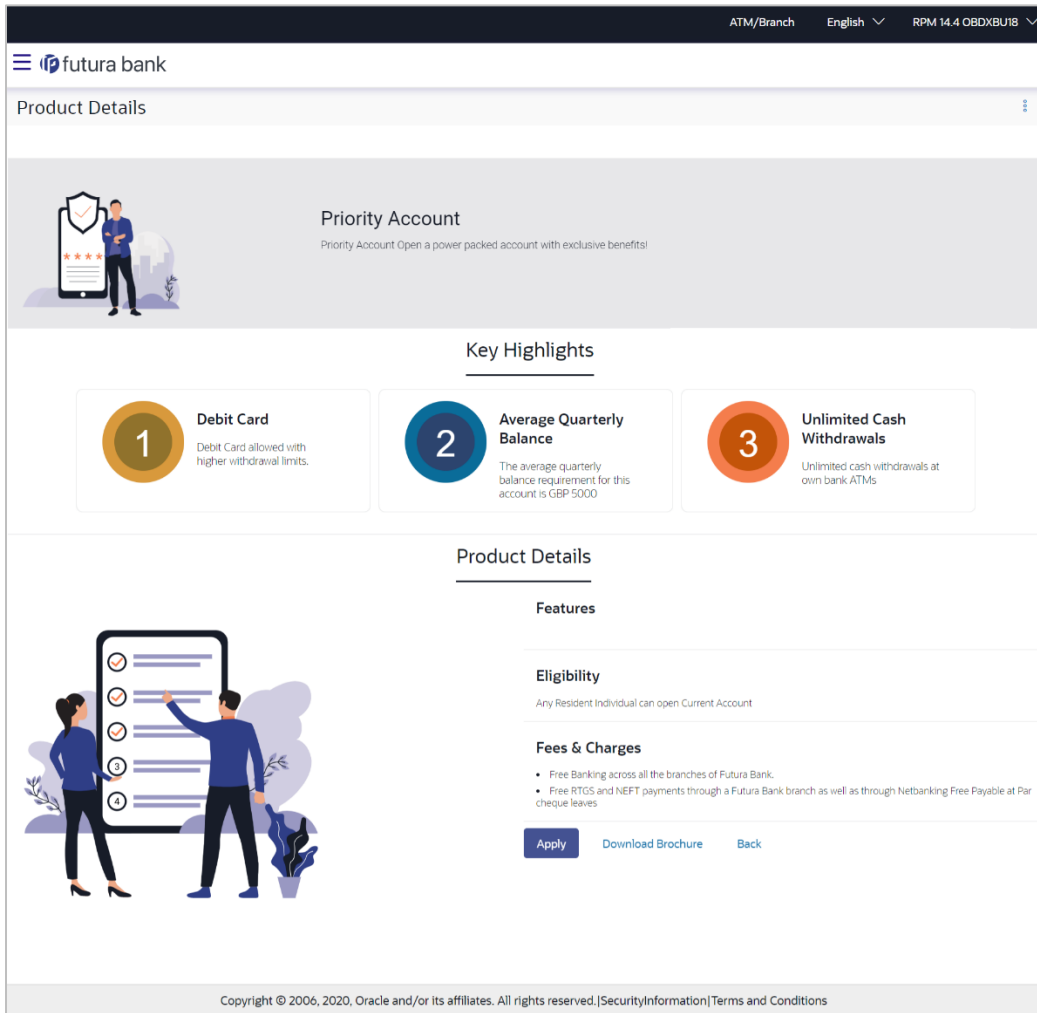 ATM/Branch English RPM 14.4 OBDXBU18
futura bank
Product Details
Priority Account
Priority Account Open a power packed account with exclusive benefits!
****
Key Highlights
1
Debit Card
Debit Card allowed with
higher withdrawal limits.
2
Average Quarterly
Balance
The average quarterly
balance requirement for this
account is GBP 5000
3
Unlimited Cash
Withdrawals
Unlimited cash withdrawals at
own bank ATMs
Product Details
3
4
Features
Eligibility
Any Resident Individual can open Current Account
Fees & Charges
• Free Banking across all the branches of Futura Bank.
• Free RTGS and NEFT payments through a Futura Bank branch as well as through Netbanking Free Payable at Par
cheque leaves
Apply Download Brochure Back
Copyright © 2006, 2020, Oracle and/or its affiliates. All rights reserved.|SecurityInformation|Terms and Conditions